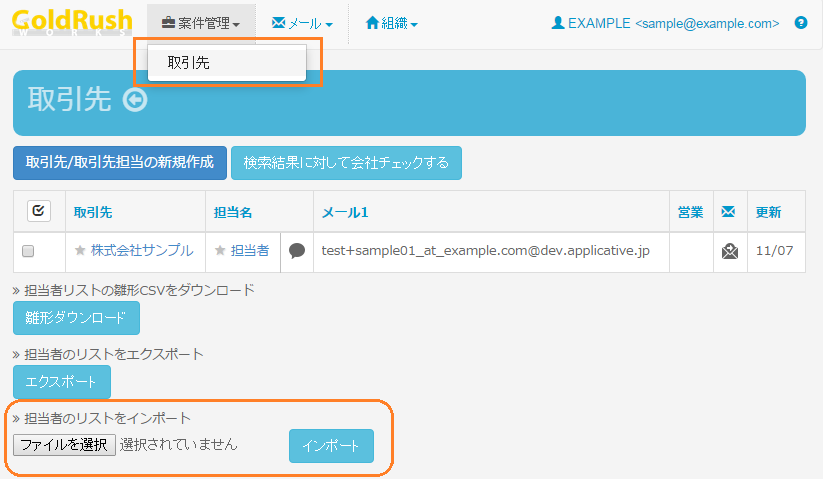 GoldRush 案件管理 メール 組織 EXAMPLE <sample@example.com>
WORKS
取引先
取引先
取引先/取引先担当の新規作成 検索結果に対して会社チェックする
取引先 担当名 メール1 営業 更新
株式会社サンプル 担当者 test+sample01_at_example.com@dev.applicative.jp 11/07
» 担当者リストの雛形CSVをダウンロード
雛形ダウンロード
» 担当者のリストをエクスポート
エクスポート
» 担当者のリストをインポート
ファイルを選択 選択されていません インポート